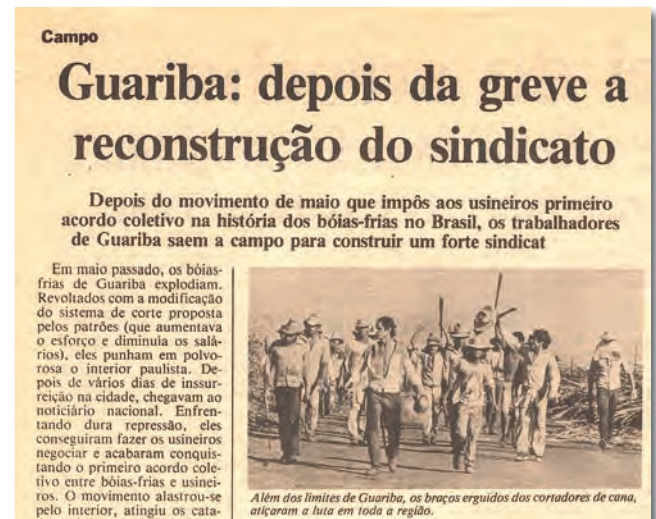 Campo
Guariba: depois da greve a
reconstrução do sindicato
Depois do movimento de maio que impôs aos usineiros primeiro
acordo coletivo na história dos bóias-frias no Brasil, os trabalhadores
de Guariba saem a campo para construir um forte sindicat
Em maio passado, os bóias-
frias de Guariba explodiam.
Revoltados com a modificação
do sistema de corte proposta
pelos patrões (que aumentava
o esforço e diminuía os salá-
rios), eles punham em polvo-
rosa o interior paulista. De-
pois de vários dias de inssur-
reição na cidade, chegavam ao
noticiário nacional. Enfren-
tando dura repressão, eles
conseguiram fazer os usineiros
negociar e acabaram conquis-
tando o primeiro acordo cole-
tivo entre bóias-frias e usinei-
ros. O movimento alastrou-se
pelo interior, atingiu os cata-
Além dos limites de Guariba, os braços erguidos dos cortadores de cana,
atiçaram a luta em toda a região.